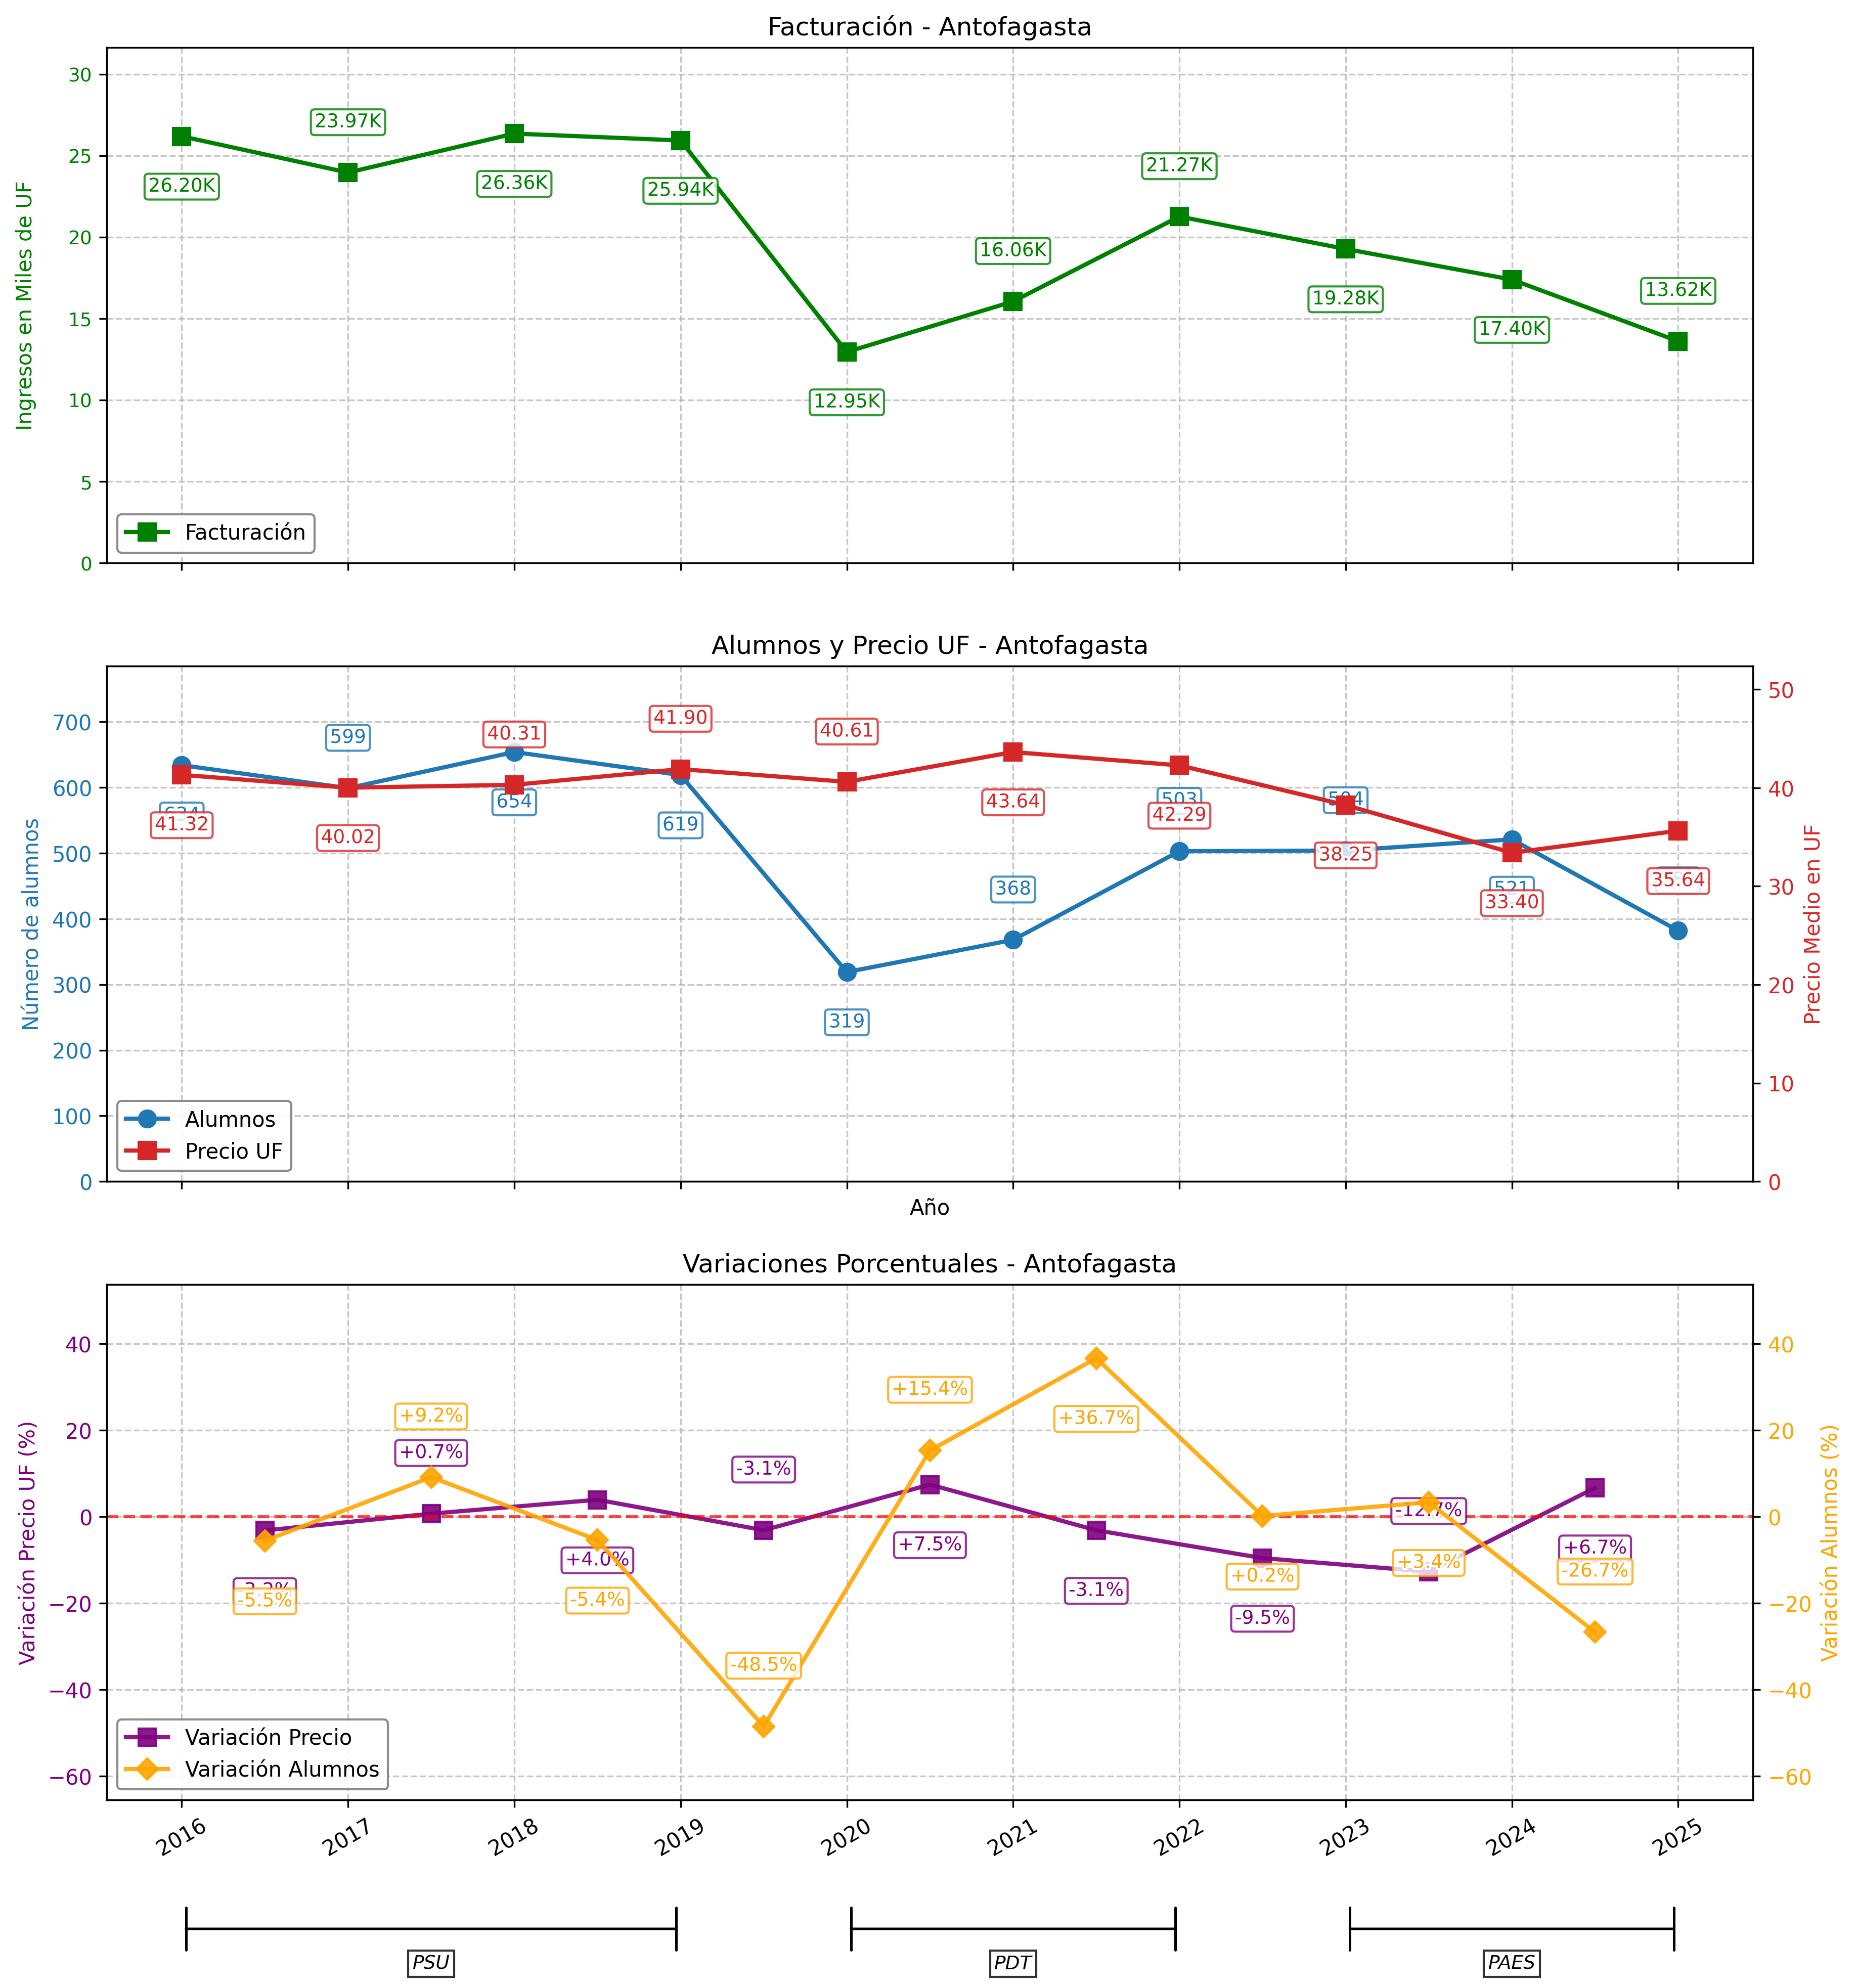 Facturación - Antofagasta
Ingresos en Miles de UF
30
25
20
15
10
5
0
26.20K
23.97K
26.36K
25.94K
12.95K
16.06K
21.27K
19.28K
17.40K
13.62K
Facturación
Alumnos y Precio UF - Antofagasta
Número de alumnos
700
600
500
400
300
200
100
0
Precio Medio en UF
50
40
30
20
10
0
599
654
619
319
368
503
521
41.32
40.02
40.31
41.90
40.61
43.64
42.29
38.25
33.40
35.64
Alumnos
Precio UF
Año
Variaciones Porcentuales - Antofagasta
Variación Precio UF (%)
40
20
0
−20
−40
−60
Variación Alumnos (%)
40
20
0
−20
−40
−60
+0.7%
+4.0%
-3.1%
+7.5%
-3.1%
-9.5%
-12.7%
+6.7%
-5.5%
+9.2%
-5.4%
-48.5%
+15.4%
+36.7%
+0.2%
+3.4%
-26.7%
Variación Precio
Variación Alumnos
2016
2017
2018
2019
2020
2021
2022
2023
2024
2025
PSU
PDT
PAES